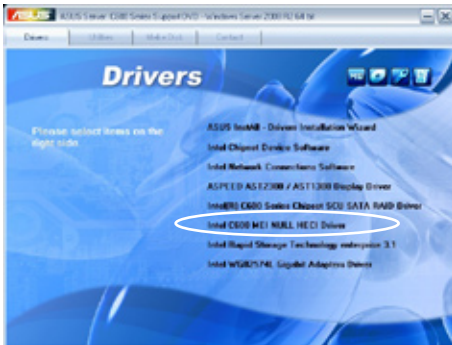 ASUS Server C600 Series Support DVD - Windows Server 2008 R2 64 bit
Drivers
Utilities
Make Disk
Contact
Drivers
Please select items on the
right side
ASUS InstAll - Drivers Installation Wizard
Intel Chipset Device Software
Intel Network Connections Software
ASPEED AST2300 / AST1300 Display Driver
Intel(R) C600 Series Chipset SCU SATA RAID Driver
Intel C600 MEI NULL HECI Driver
Intel Rapid Storage Technology enterprise 3.1
Intel WG82574L Gigabit Adapters Driver